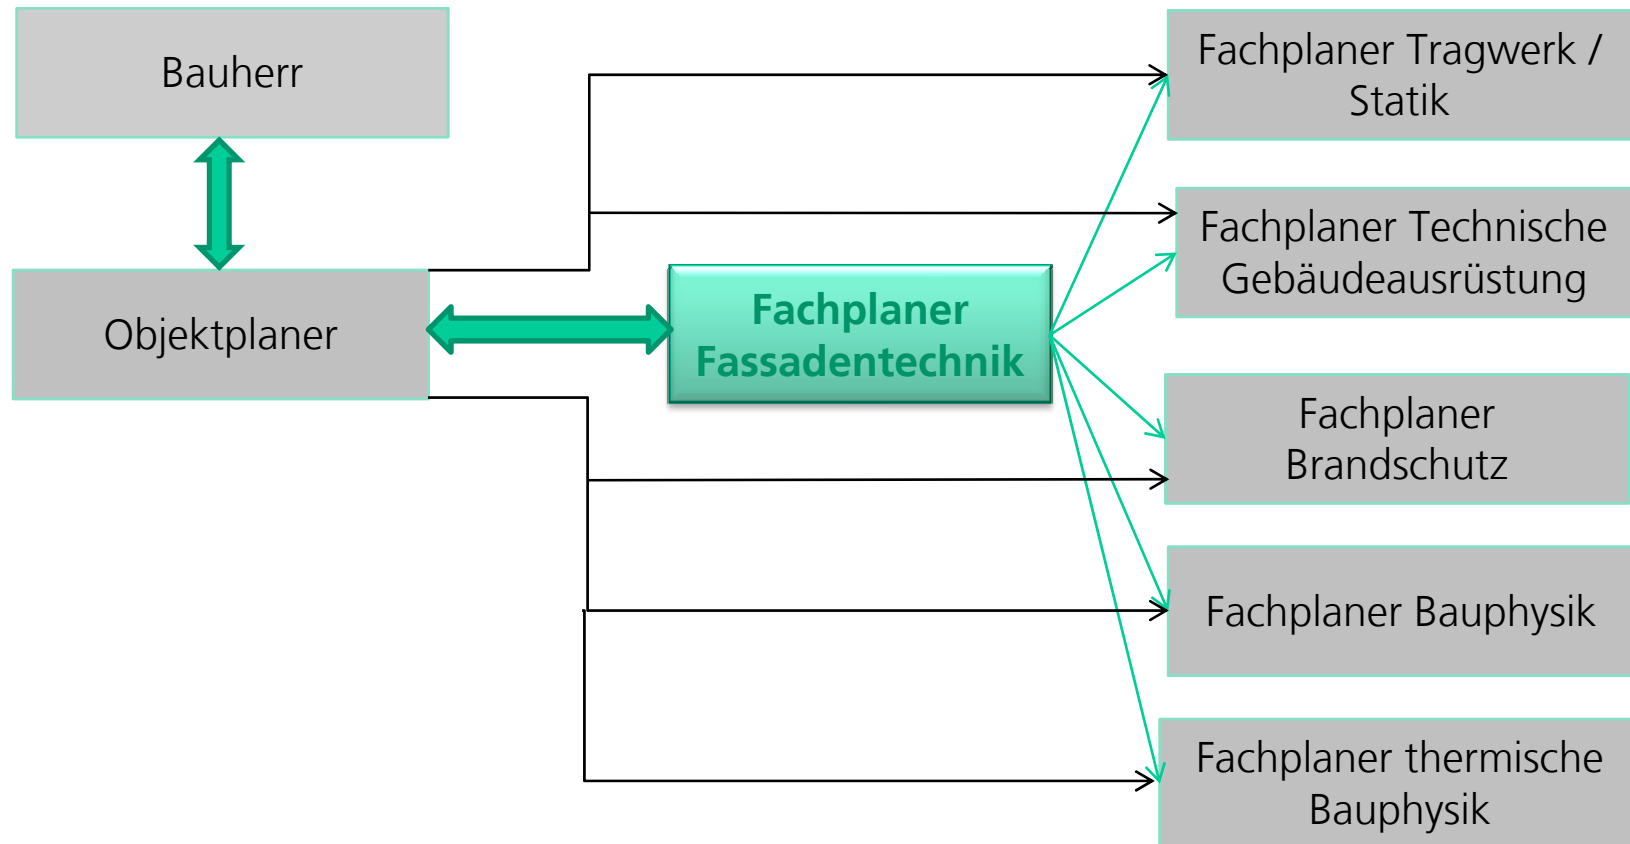 Bauherr
Objektplaner
Fachplaner
Fassadentechnik
Fachplaner Tragwerk /
Statik
Fachplaner Technische
Gebäudeausrüstung
Fachplaner
Brandschutz
Fachplaner Bauphysik
Fachplaner thermische
Bauphysik